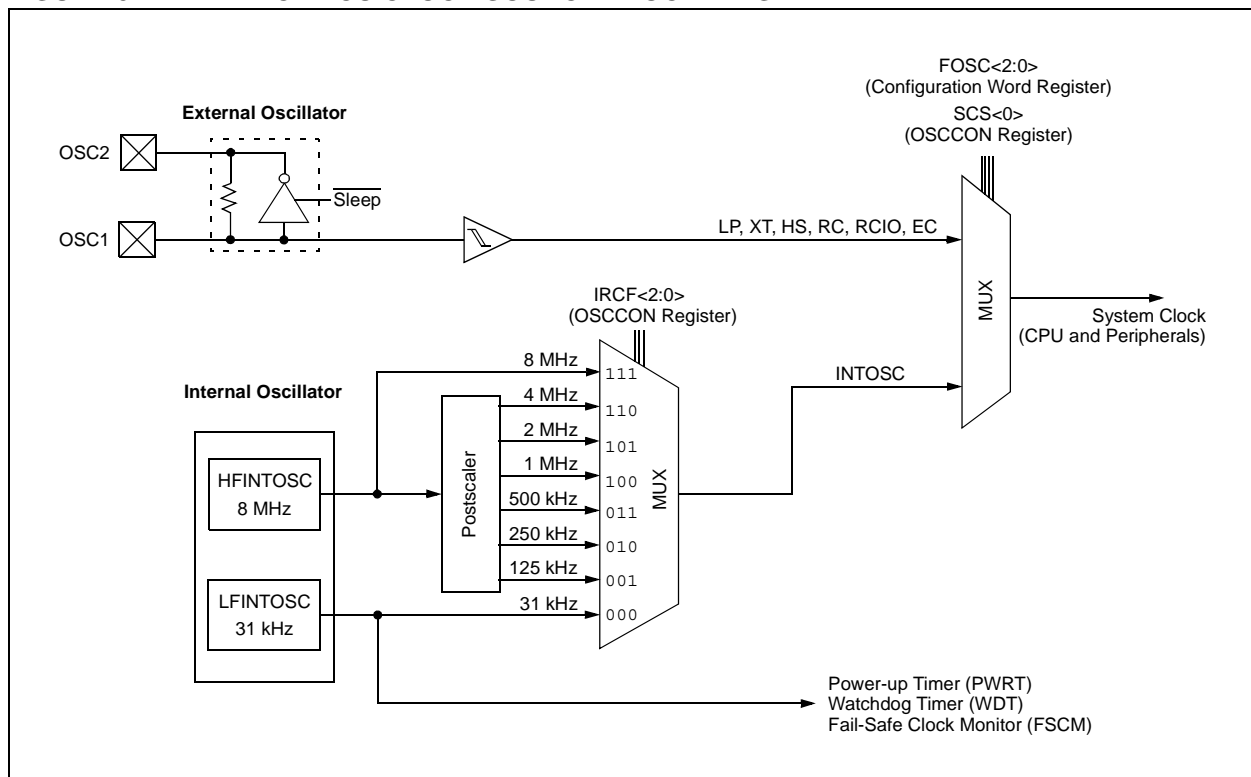 FOSC<2:0>
(Configuration Word Register)
SCS<0>
(OSCCON Register)
External Oscillator
OSC2
Sleep
OSC1
LP, XT, HS, RC, RCIO, EC
MUX
System Clock
(CPU and Peripherals)
IRCF<2:0>
(OSCCON Register)
8 MHz
111
INTOSC
Internal Oscillator
4 MHz
110
2 MHz
101
1 MHz
100
HFINTOSC
8 MHz
Postscaler
MUX
500 kHz
011
250 kHz
010
125 kHz
001
LFINTOSC
31 kHz
31 kHz
000
Power-up Timer (PWRT)
Watchdog Timer (WDT)
Fail-Safe Clock Monitor (FSCM)